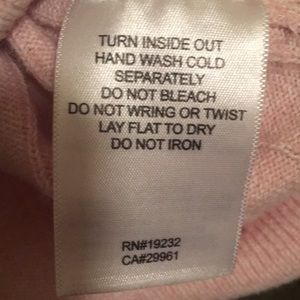 TURN INSIDE OUT
HAND WASH COLD
SEPARATELY
DO NOT BLEACH
DO NOT WRING OR TWIST
LAY FLAT TO DRY
DO NOT IRON
RN#19232
CA#29961